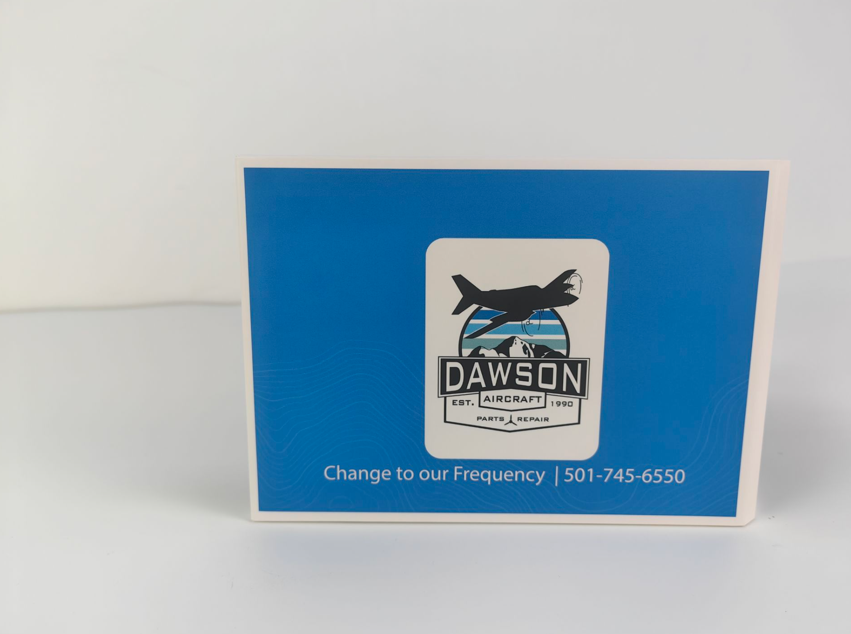 DAWSON
EST. AIRCRAFT 1990
PARTS REPAIR
Change to our Frequency | 501-745-6550